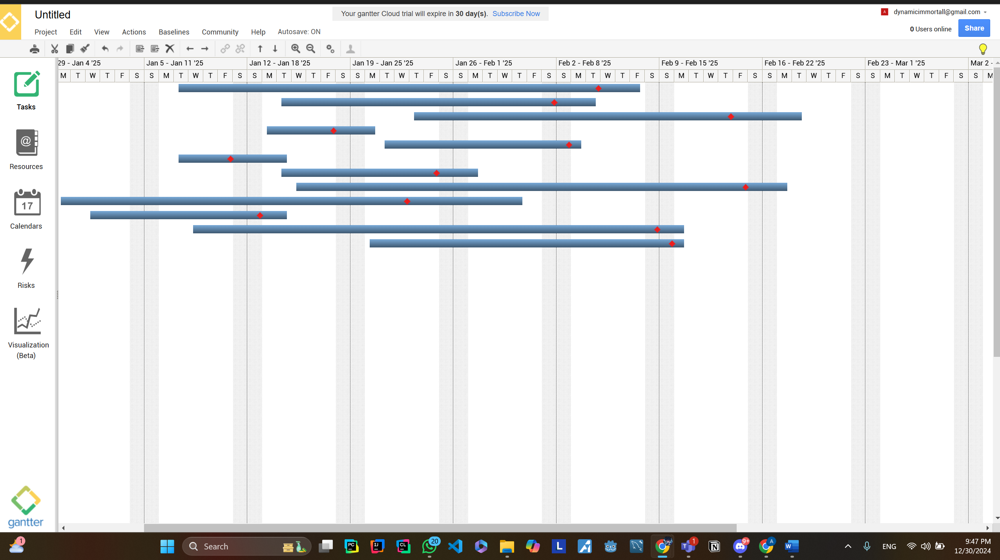 Untitled
Your gantter Cloud trial will expire in 30 day(s). Subscribe Now
A dynamicimmortall@gmail.com
Project Edit View Actions Baselines Community Help Autosave: ON
0 Users online Share
29 - Jan 4 '25 Jan 5 - Jan 11 '25 Jan 12 - Jan 18 '25 Jan 19 - Jan 25 '25 Jan 26 - Feb 1 '25 Feb 2 - Feb 8 '25 Feb 9 - Feb 15 '25 Feb 16 - Feb 22 '25 Feb 23 - Mar 1 '25 Mar 2 -
M T W T F S S M T W T F S S M T W T F S S M T W T F S S M T W T F S S M T W T F S S M T W T F S S M T W T F S S M T W T F S S M
Tasks
@
Resources
17
Calendars
Risks
Visualization
(Beta)
gantter
1 Search PC IJ CL 20 L T 1 N 9+ A W ENG 9:47 PM
12/30/2024